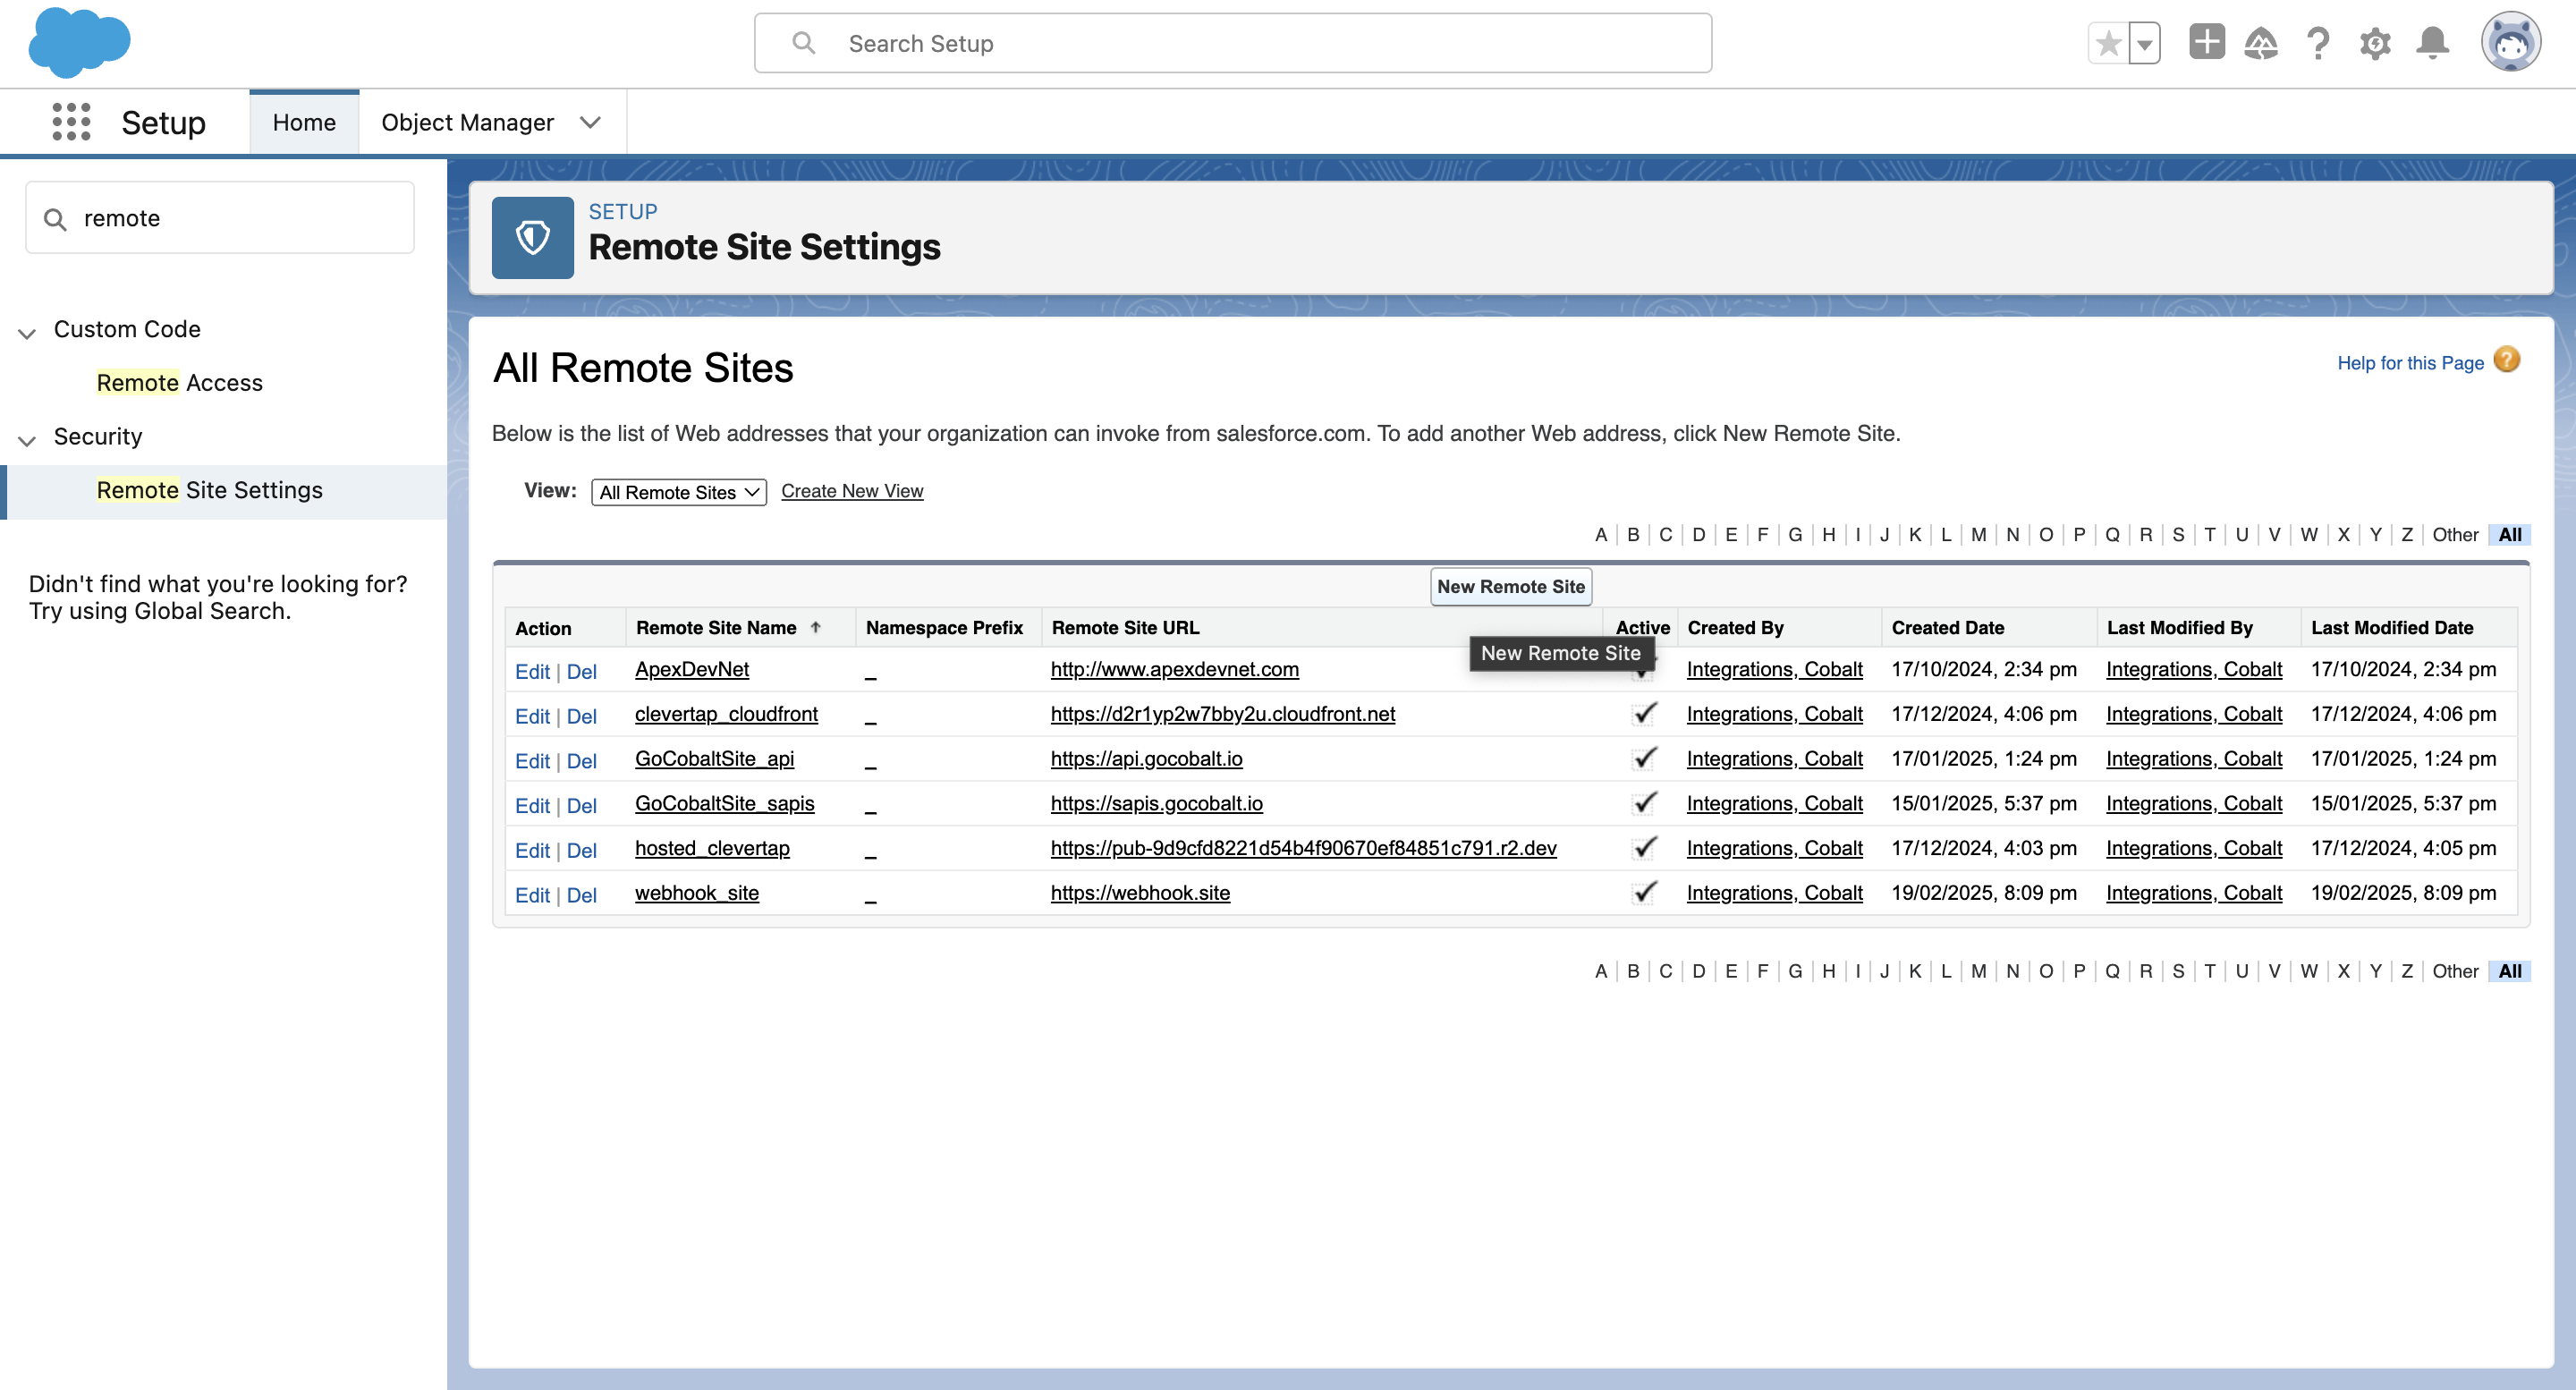 Search Setup
Setup
Home
Object Manager
remote
Custom Code
Remote Access
Security
Remote Site Settings
Didn't find what you're looking for?
Try using Global Search.
SETUP
Remote Site Settings
All Remote Sites
Help for this Page ?
Below is the list of Web addresses that your organization can invoke from salesforce.com. To add another Web address, click New Remote Site.
View: All Remote Sites Create New View
A | B | C | D | E | F | G | H | I | J | K | L | M | N | O | P | Q | R | S | T | U | V | W | X | Y | Z | Other | All
New Remote Site
Action Remote Site Name ↑ Namespace Prefix Remote Site URL Active Created By Created Date Last Modified By Last Modified Date
New Remote Site
Edit | Del ApexDevNet _ http://www.apexdevnet.com Integrations, Cobalt 17/10/2024, 2:34 pm Integrations, Cobalt 17/10/2024, 2:34 pm
Edit | Del clevertap_cloudfront _ https://d2r1yp2w7bby2u.cloudfront.net Integrations, Cobalt 17/12/2024, 4:06 pm Integrations, Cobalt 17/12/2024, 4:06 pm
Edit | Del GoCobaltSite_api _ https://api.gocobalt.io Integrations, Cobalt 17/01/2025, 1:24 pm Integrations, Cobalt 17/01/2025, 1:24 pm
Edit | Del GoCobaltSite_sapis _ https://sapis.gocobalt.io Integrations, Cobalt 15/01/2025, 5:37 pm Integrations, Cobalt 15/01/2025, 5:37 pm
Edit | Del hosted_clevertap _ https://pub-9d9cfd8221d54b4f90670ef84851c791.r2.dev Integrations, Cobalt 17/12/2024, 4:03 pm Integrations, Cobalt 17/12/2024, 4:05 pm
Edit | Del webhook_site _ https://webhook.site Integrations, Cobalt 19/02/2025, 8:09 pm Integrations, Cobalt 19/02/2025, 8:09 pm
A | B | C | D | E | F | G | H | I | J | K | L | M | N | O | P | Q | R | S | T | U | V | W | X | Y | Z | Other | All